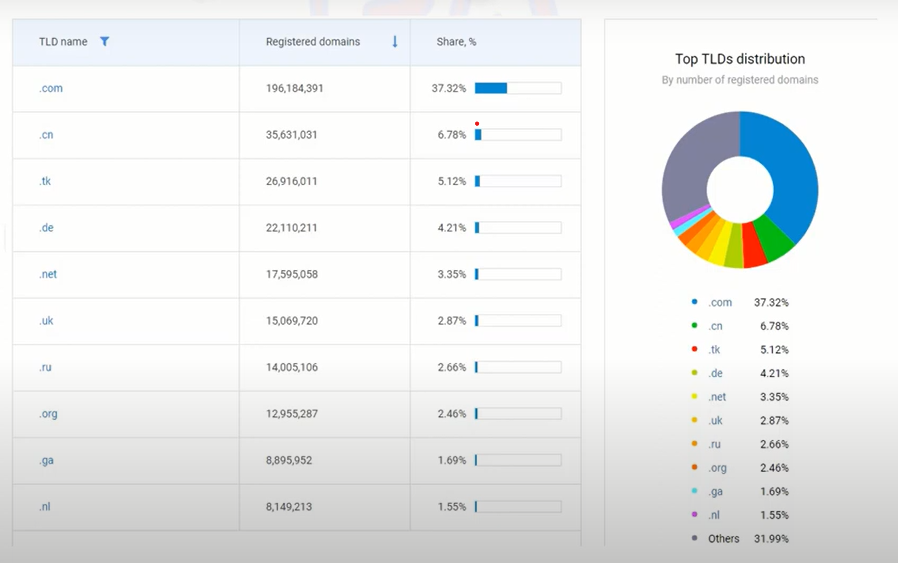 TLD name Registered domains Share, %
.com 196,184,391 37.32%
.cn 35,631,031 6.78%
.tk 26,916,011 5.12%
.de 22,110,211 4.21%
.net 17,595,058 3.35%
.uk 15,069,720 2.87%
.ru 14,005,106 2.66%
.org 12,955,287 2.46%
.ga 8,895,952 1.69%
.nl 8,149,213 1.55%
Top TLDs distribution
By number of registered domains
.com 37.32%
.cn 6.78%
.tk 5.12%
.de 4.21%
.net 3.35%
.uk 2.87%
.ru 2.66%
.org 2.46%
.ga 1.69%
.nl 1.55%
Others 31.99%